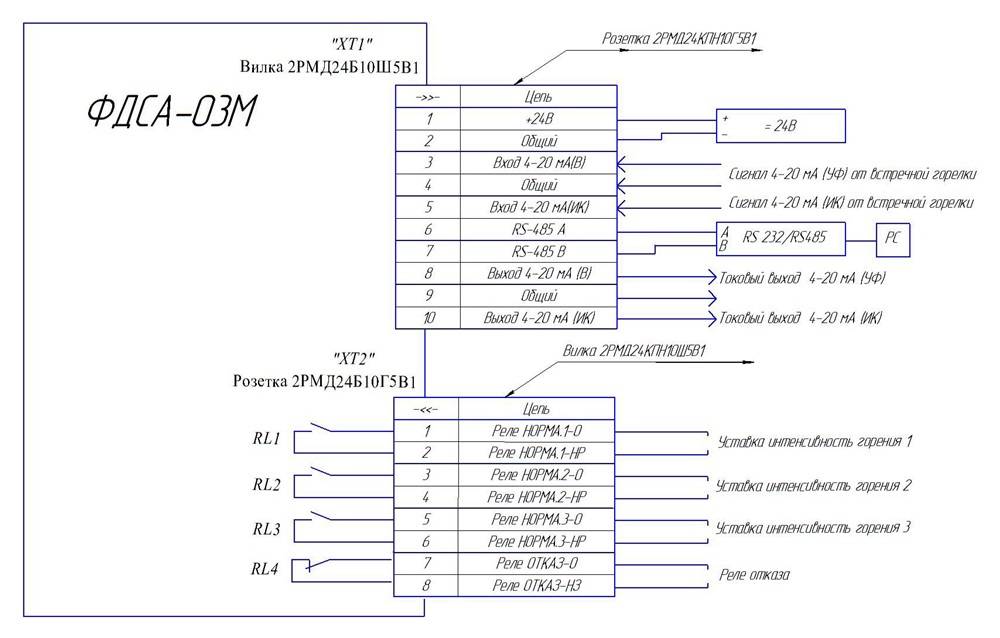 "XT1"
Вилка 2РМД24Б10Ш5В1
Розетка 2РМД24КПН10Г5В1
ФДСА-03М
->>- Цепь
1 +24В
2 Общий
3 Вход 4-20 мА(В)
4 Общий
5 Вход 4-20 мА(ИК)
6 RS-485 A
7 RS-485 B
8 Выход 4-20 мА (В)
9 Общий
10 Выход 4-20 мА (ИК)
+ = 24В
-
Сигнал 4-20 мА (УФ) от встречной горелки
Сигнал 4-20 мА (ИК) от встречной горелки
A RS 232/RS485 PC
B
Токовый выход 4-20 мА (УФ)
Токовый выход 4-20 мА (ИК)
"XT2"
Розетка 2РМД24Б10Г5В1
Вилка 2РМД24КПН10Ш5В1
-<<- Цепь
1 Реле НОРМА.1-О
2 Реле НОРМА.1-НР
3 Реле НОРМА.2-О
4 Реле НОРМА.2-НР
5 Реле НОРМА.3-О
6 Реле НОРМА.3-НР
7 Реле ОТКАЗ-О
8 Реле ОТКАЗ-НЗ
RL1
RL2
RL3
RL4
Уставка интенсивность горения 1
Уставка интенсивность горения 2
Уставка интенсивность горения 3
Реле отказа